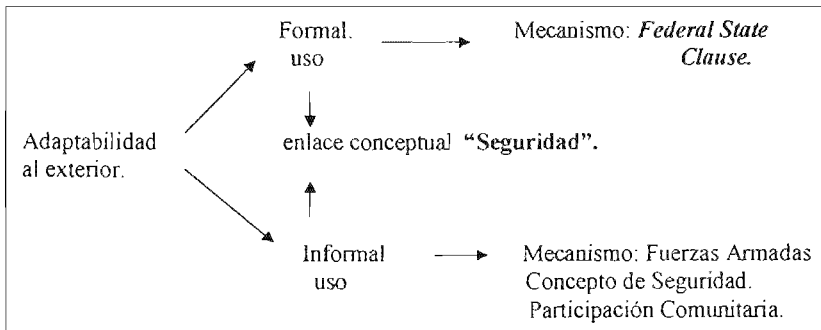 Formal.
uso
Mecanismo: Federal State
Clause.
Adaptabilidad
al exterior.
enlace conceptual “Seguridad”.
Informal
uso
Mecanismo: Fuerzas Armadas
Concepto de Seguridad.
Participación Comunitaria.